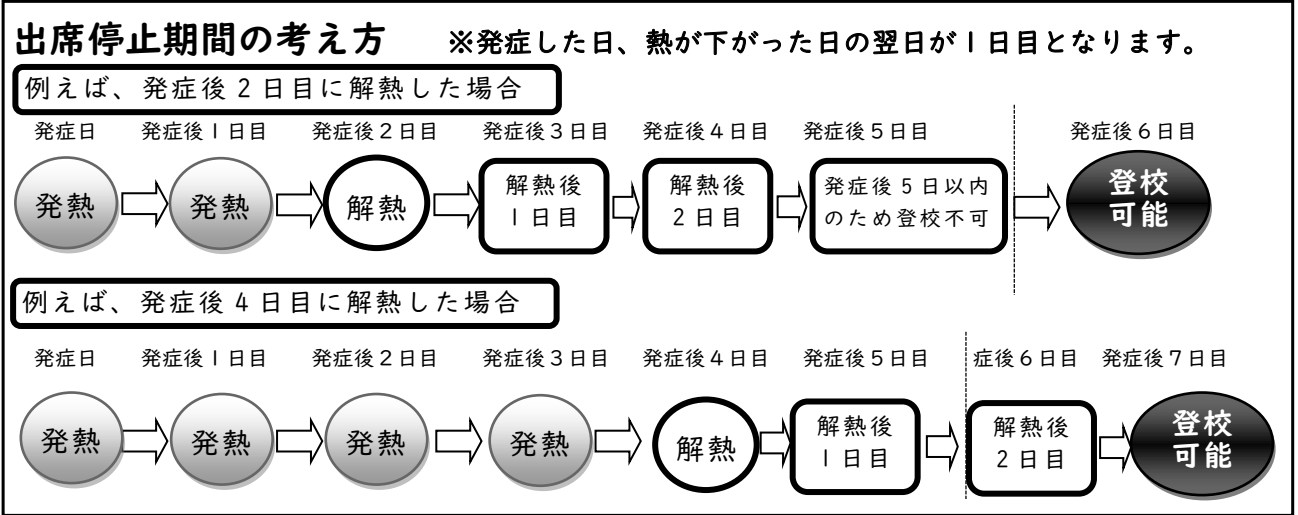 出席停止期間の考え方 ※発症した日、熱が下がった日の翌日が1日目となります。
例えば、発症後2日目に解熱した場合
発症日 発症後1日目 発症後2日目 発症後3日目 発症後4日目 発症後5日目 発症後6日目
発熱 発熱 解熱 解熱後 解熱後 発症後5日以内 登校
1日目 2日目 のため登校不可 可能
例えば、発症後4日目に解熱した場合
発症日 発症後1日目 発症後2日目 発症後3日目 発症後4日目 発症後5日目 症後6日目 発症後7日目
発熱 発熱 発熱 発熱 解熱 解熱後 解熱後 登校
1日目 2日目 可能